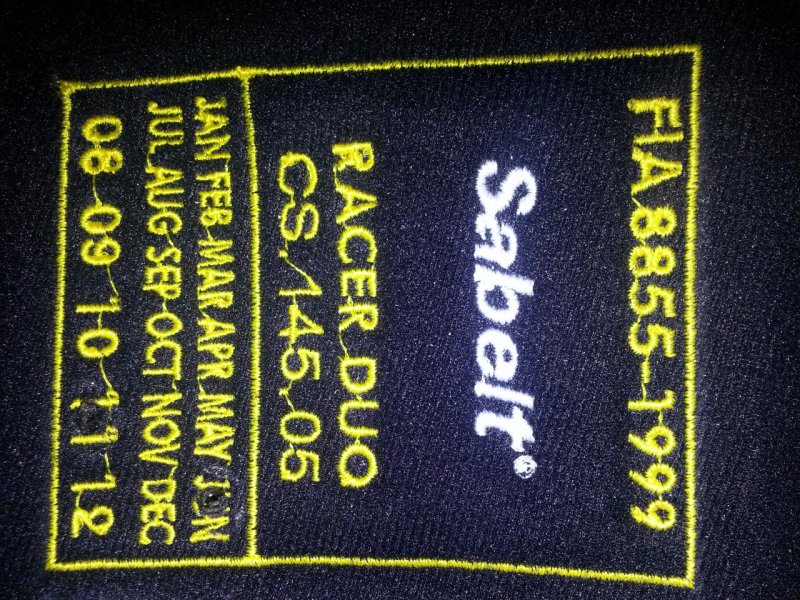 FIA 8855-1999
Sabelt®
RACER DUO
CS.145.05
JAN FEB MAR APR MAY JUN
JUL AUG SEP OCT NOV DEC
08 09 10 11 12